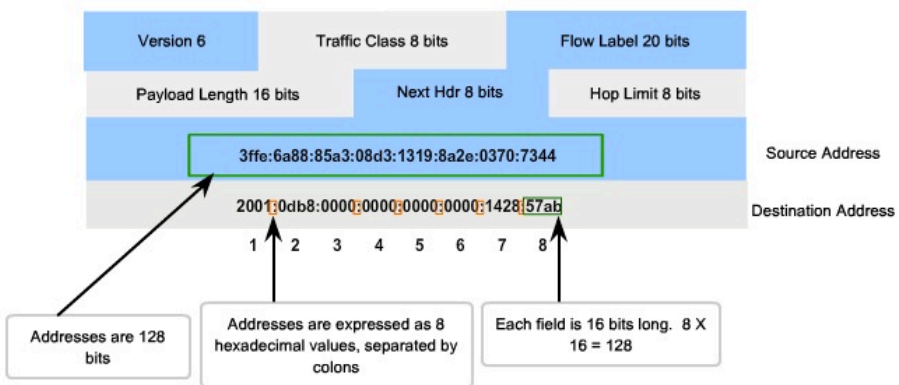 Version 6 Traffic Class 8 bits Flow Label 20 bits
Payload Length 16 bits Next Hdr 8 bits Hop Limit 8 bits
3ffe:6a88:85a3:08d3:1319:8a2e:0370:7344 Source Address
2001:0db8:0000:0000:0000:0000:1428:57ab Destination Address
1 2 3 4 5 6 7 8
Addresses are 128
bits
Addresses are expressed as 8
hexadecimal values, separated by
colons
Each field is 16 bits long. 8 X
16 = 128